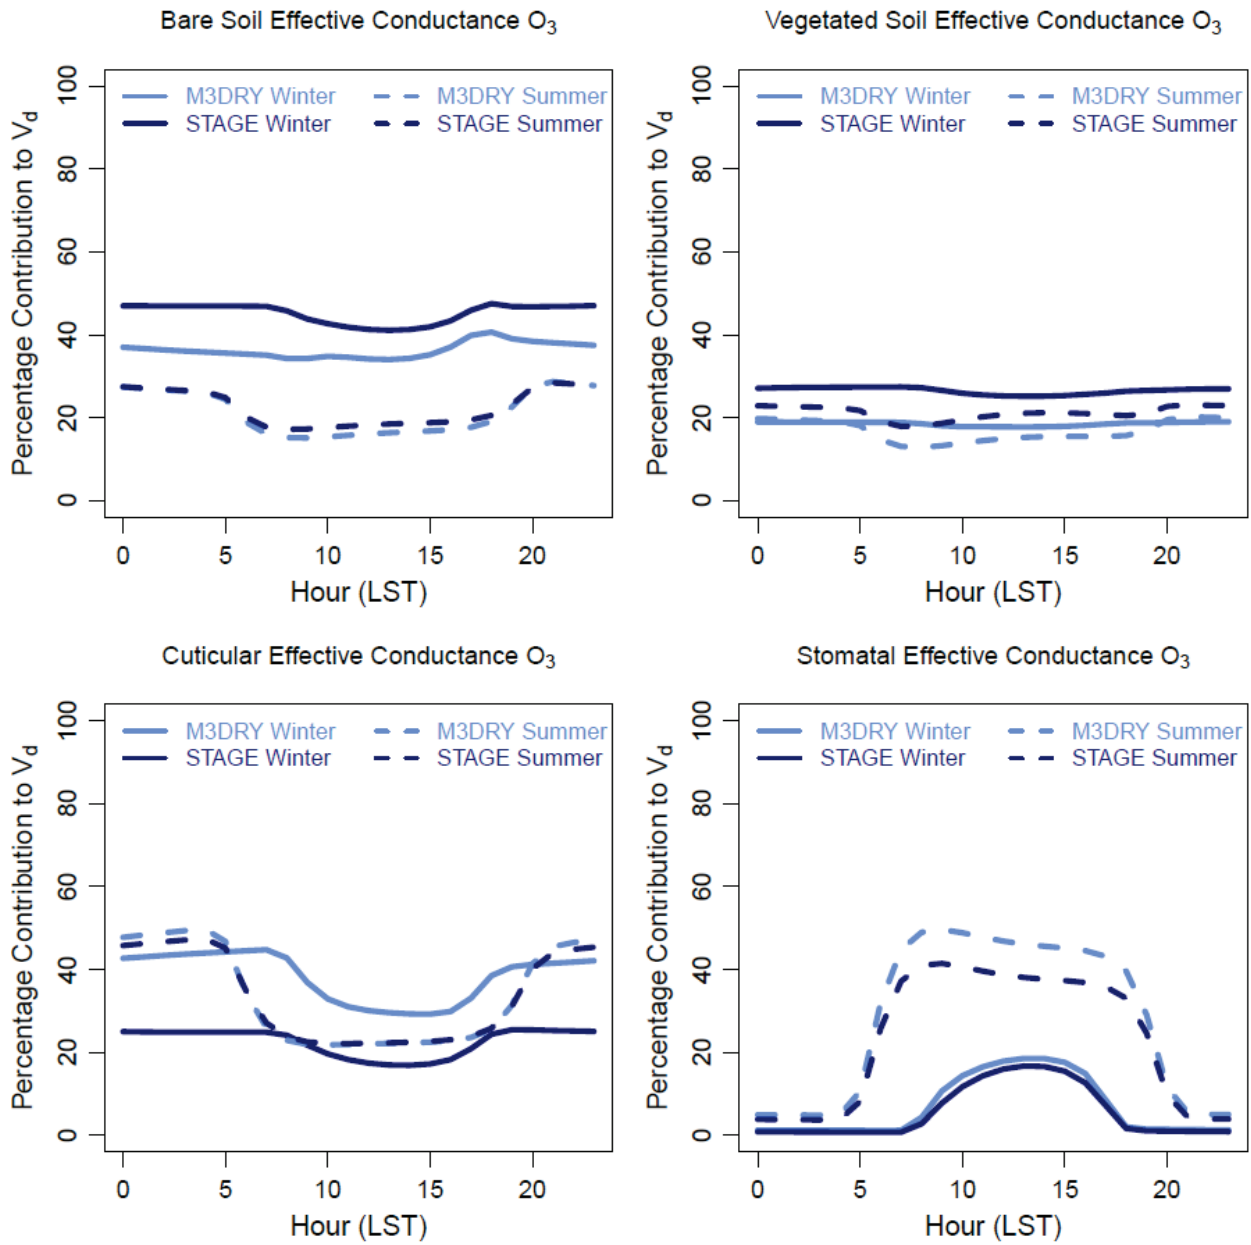 Bare Soil Effective Conductance O3
Percentage Contribution to Vd
100
80
60
40
20
0
M3DRY Winter
M3DRY Summer
STAGE Winter
STAGE Summer
0 5 10 15 20
Hour (LST)
Vegetated Soil Effective Conductance O3
Percentage Contribution to Vd
100
80
60
40
20
0
M3DRY Winter
M3DRY Summer
STAGE Winter
STAGE Summer
0 5 10 15 20
Hour (LST)
Cuticular Effective Conductance O3
Percentage Contribution to Vd
100
80
60
40
20
0
M3DRY Winter
M3DRY Summer
STAGE Winter
STAGE Summer
0 5 10 15 20
Hour (LST)
Stomatal Effective Conductance O3
Percentage Contribution to Vd
100
80
60
40
20
0
M3DRY Winter
M3DRY Summer
STAGE Winter
STAGE Summer
0 5 10 15 20
Hour (LST)